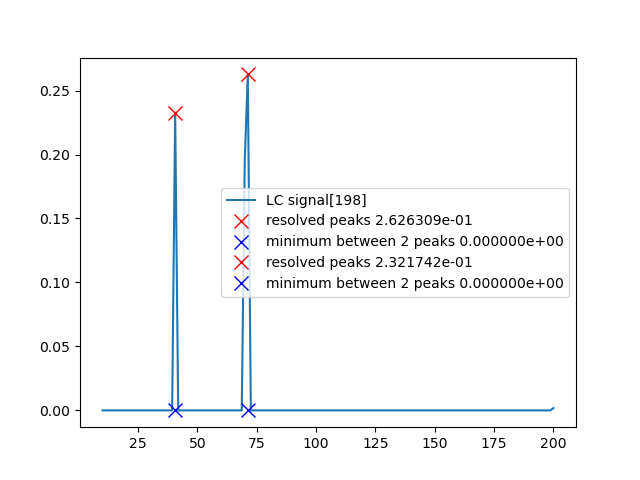 0.25
0.20
0.15
0.10
0.05
0.00
LC signal[198]
resolved peaks 2.626309e-01
minimum between 2 peaks 0.000000e+00
resolved peaks 2.321742e-01
minimum between 2 peaks 0.000000e+00
25 50 75 100 125 150 175 200